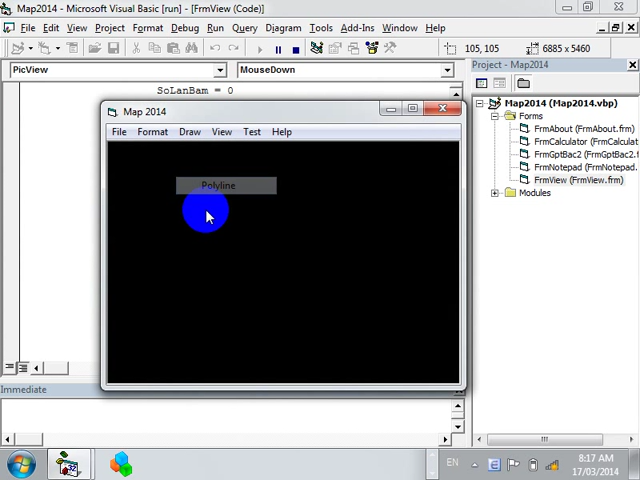 Map2014 - Microsoft Visual Basic [run] - [FrmView (Code)]
File Edit View Project Format Debug Run Query Diagram Tools Add-Ins Window Help
105, 105 6885 x 5460
PicView MouseDown
SoLanBam = 0
Project - Map2014
Map2014 (Map2014.vbp)
Forms
FrmAbout (FrmAbout.frm)
FrmCalculator (FrmCalculat
FrmGptBac2 (FrmGptBac2.f
FrmNotepad (FrmNotepad.
FrmView (FrmView.frm)
Modules
Map 2014
File Format Draw View Test Help
Polyline
Immediate
EN
8:17 AM
17/03/2014